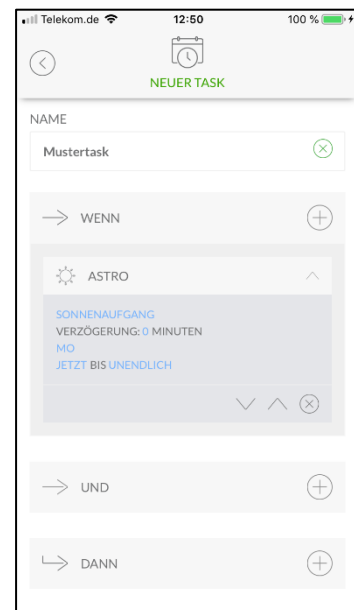 Telekom.de 12:50 100 %
NEUER TASK
NAME
Mustertask
WENN
ASTRO
SONNENAUFGANG
VERZÖGERUNG: 0 MINUTEN
MO
JETZT BIS UNENDLICH
UND
DANN